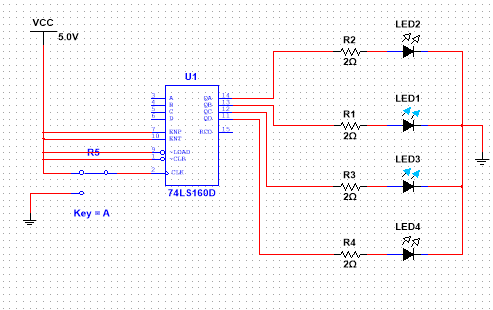 VCC
5.0V
U1
3 A QA 14
4 B QB 13
5 C QC 12
6 D QD 11
7 ENP RCO 15
10 ENT
9 ~LOAD
1 ~CLR
2 CLK
74LS160D
R5
Key = A
LED2
R2
2Ω
LED1
R1
2Ω
LED3
R3
2Ω
LED4
R4
2Ω